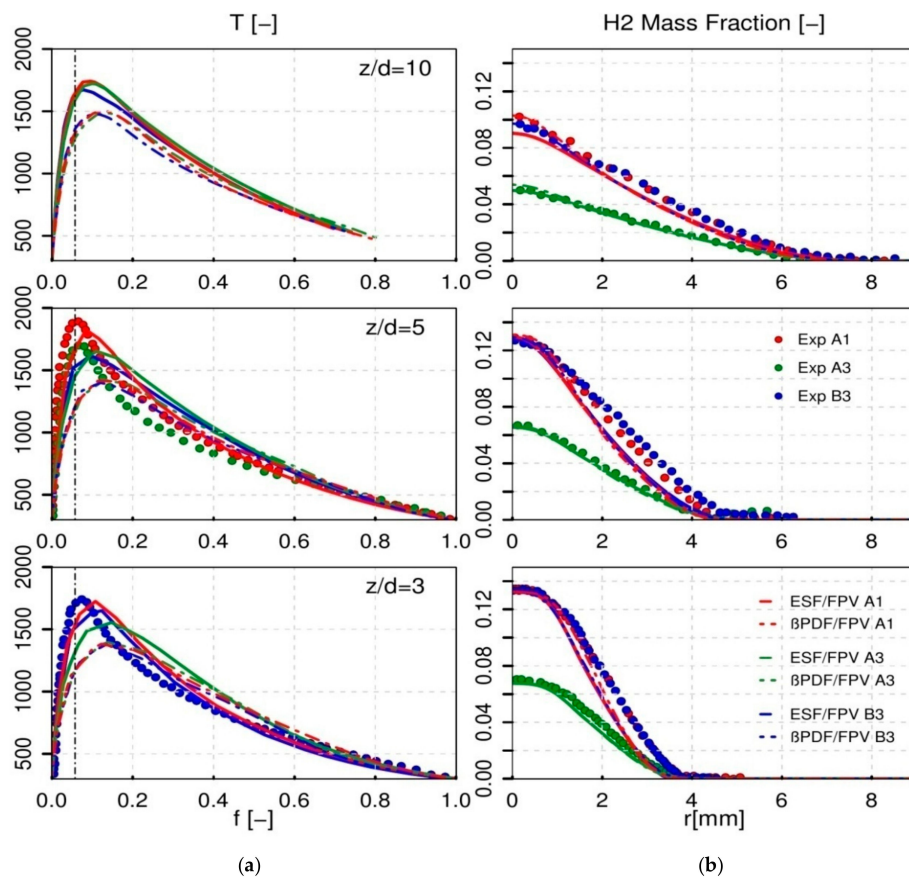 T [−]
H2 Mass Fraction [−]
z/d=10
500 1000 1500 2000
0.0 0.2 0.4 0.6 0.8 1.0
0.00 0.04 0.08 0.12
0 2 4 6 8
z/d=5
500 1000 1500 2000
0.0 0.2 0.4 0.6 0.8 1.0
Exp A1
Exp A3
Exp B3
0.00 0.04 0.08 0.12
0 2 4 6 8
z/d=3
500 1000 1500 2000
0.0 0.2 0.4 0.6 0.8 1.0
f [−]
ESF/FPV A1
ßPDF/FPV A1
ESF/FPV A3
ßPDF/FPV A3
ESF/FPV B3
ßPDF/FPV B3
0.00 0.04 0.08 0.12
0 2 4 6 8
r[mm]
(a)
(b)